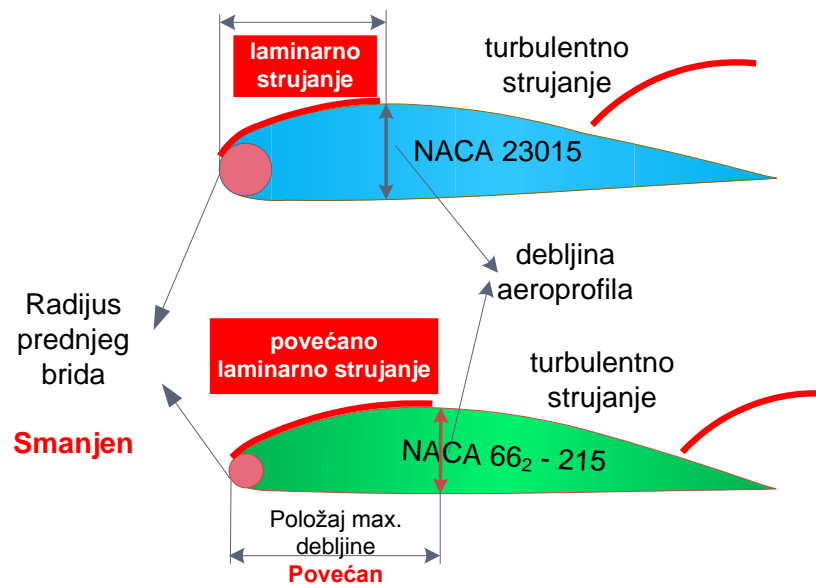 laminarno
strujanje
turbulentno
strujanje
NACA 23015
debljina
aeroprofila
Radijus
prednjeg
brida
Smanjen
povećano
laminarno strujanje
turbulentno
strujanje
NACA 66₂ - 215
Položaj max.
debljine
Povećan